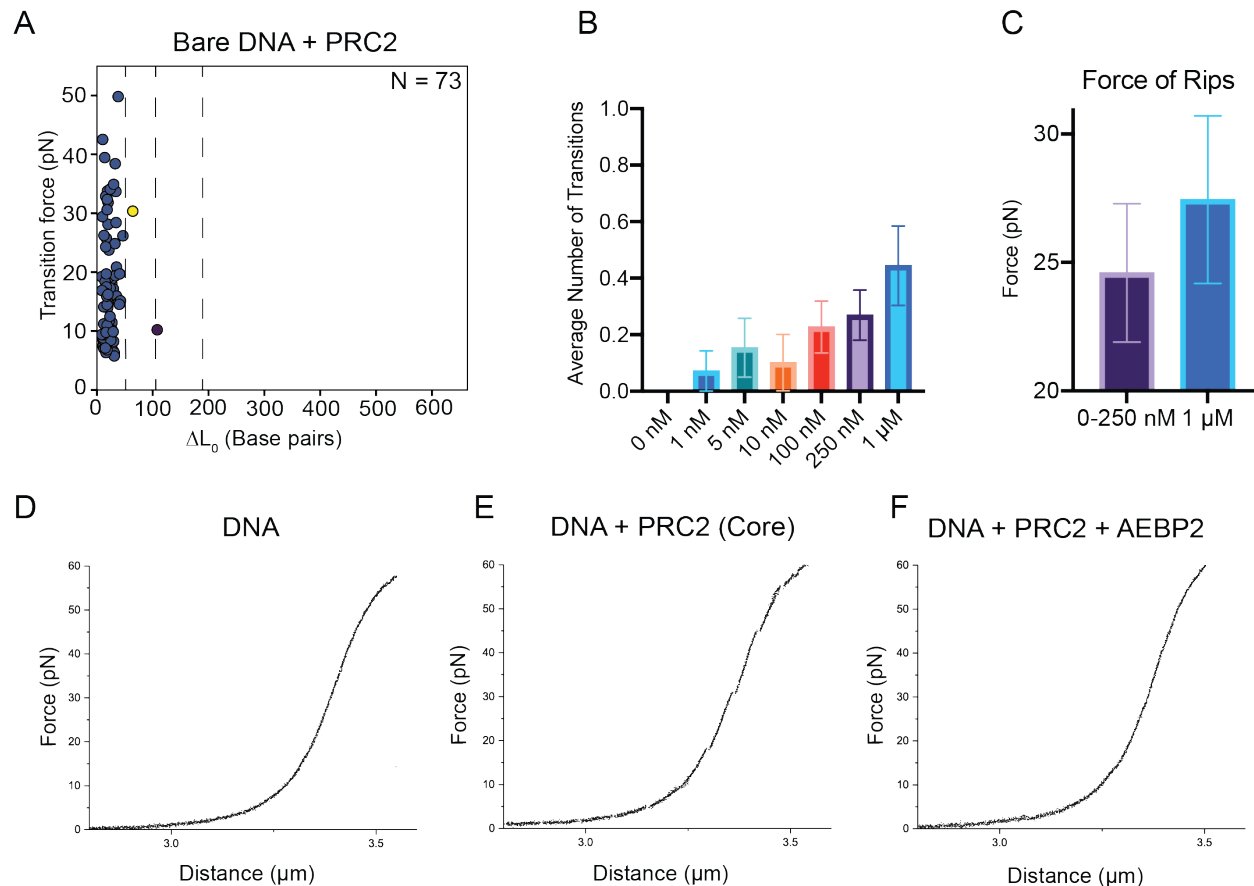 A
Bare DNA + PRC2
N = 73
Transition force (pN)
50
40
30
20
10
0
0 100 200 300 400 500 600
ΔL0 (Base pairs)
B
Average Number of Transitions
1.0
0.8
0.6
0.4
0.2
0.0
0 nM
1 nM
5 nM
10 nM
100 nM
250 nM
1 µM
C
Force of Rips
Force (pN)
30
25
20
0-250 nM 1 µM
D
DNA
Force (pN)
60
50
40
30
20
10
0
3.0 3.5
Distance (µm)
E
DNA + PRC2 (Core)
Force (pN)
60
50
40
30
20
10
0
3.0 3.5
Distance (µm)
F
DNA + PRC2 + AEBP2
Force (pN)
60
50
40
30
20
10
0
3.0 3.5
Distance (µm)